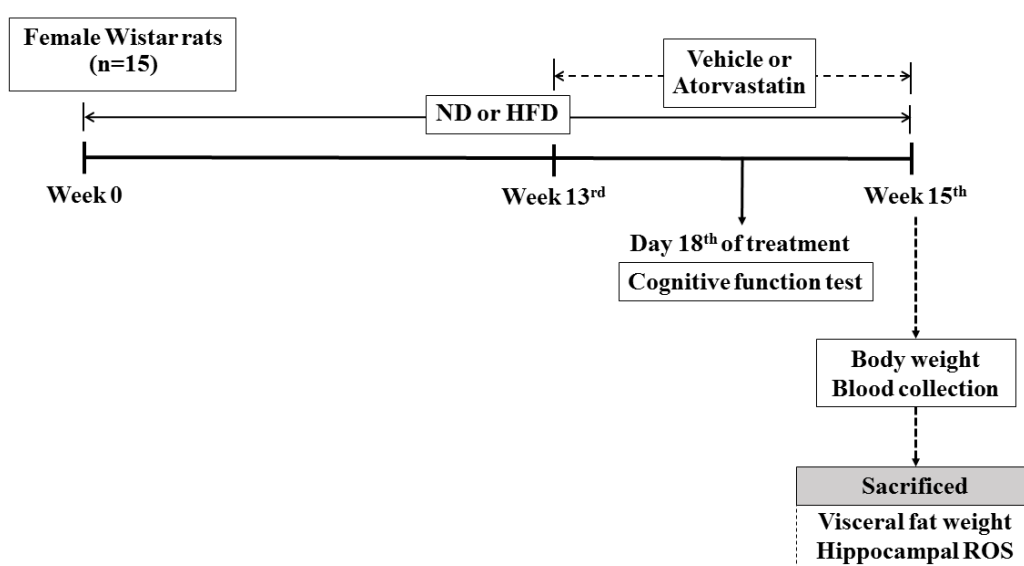 Female Wistar rats
(n=15)
Vehicle or
Atorvastatin
ND or HFD
Week 0
Week 13rd
Week 15th
Day 18th of treatment
Cognitive function test
Body weight
Blood collection
Sacrificed
Visceral fat weight
Hippocampal ROS